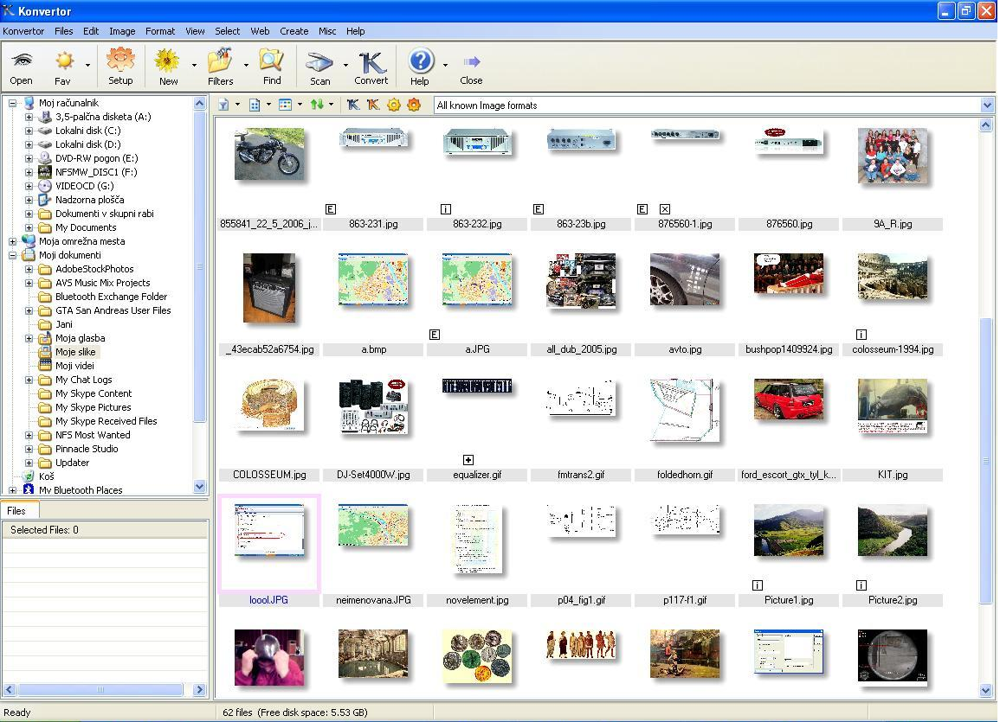 Konvertor
Konvertor Files Edit Image Format View Select Web Create Misc Help
Open Fav Setup New Filters Find Scan Convert Help Close
All known Image formats
Moj računalnik
3,5-palčna disketa (A:)
Lokalni disk (C:)
Lokalni disk (D:)
DVD-RW pogon (E:)
NFSMW_DISC1 (F:)
VIDEOCD (G:)
Nadzorna plošča
Dokumenti v skupni rabi
My Documents
Moja omrežna mesta
Moji dokumenti
AdobeStockPhotos
AVS Music Mix Projects
Bluetooth Exchange Folder
GTA San Andreas User Files
Jani
Moja glasba
Moje slike
Moji videi
My Chat Logs
My Skype Content
My Skype Pictures
My Skype Received Files
NFS Most Wanted
Pinnacle Studio
Updater
Koš
My Bluetooth Places
Files
Selected Files: 0
E i E E
855841_22_5_2006_j... 863-231.jpg 863-232.jpg 863-23b.jpg 876560-1.jpg 876560.jpg 9A_R.jpg
E i
_43ecab52a6754.jpg a.bmp a.JPG all_dub_2005.jpg avto.jpg bushpop1409924.jpg colosseum-1994.jpg
COLOSSEUM.jpg DJ-Set4000W.jpg equalizer.gif fmtrans2.gif foldedhorn.gif ford_escort_gtx_tyl_k... KIT.jpg
i i
loool.JPG neimenovana.JPG novelement.jpg p04_fig1.gif p117-f1.gif Picture1.jpg Picture2.jpg
Ready
62 files (Free disk space: 5.53 GB)